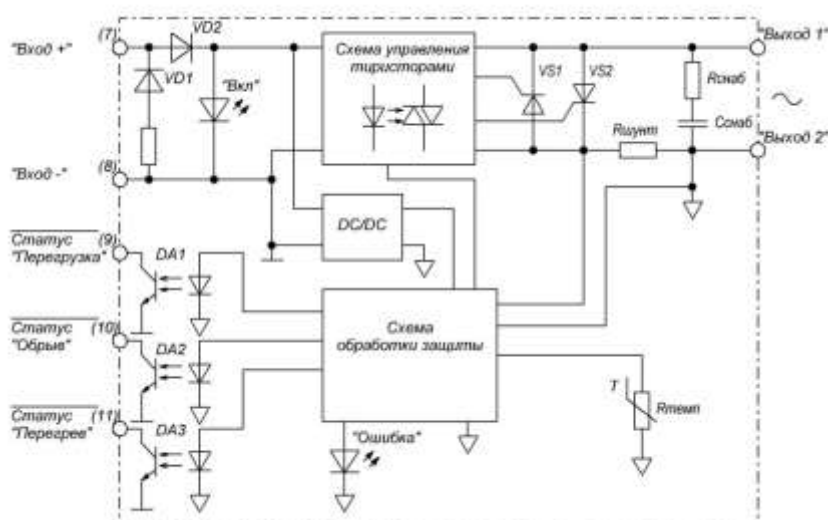 "Вход +" (7)
VD2
VD1
"Вкл"
"Вход -" (8)
Схема управления
тиристорами
VS1
VS2
"Выход 1"
Rснаб
Cснаб
Rшунт
"Выход 2"
DC/DC
Статус (9)
"Перегрузка"
DA1
Статус (10)
"Обрыв"
DA2
Статус (11)
"Перегрев"
DA3
Схема
обработки защиты
"Ошибка"
T
Rтемп